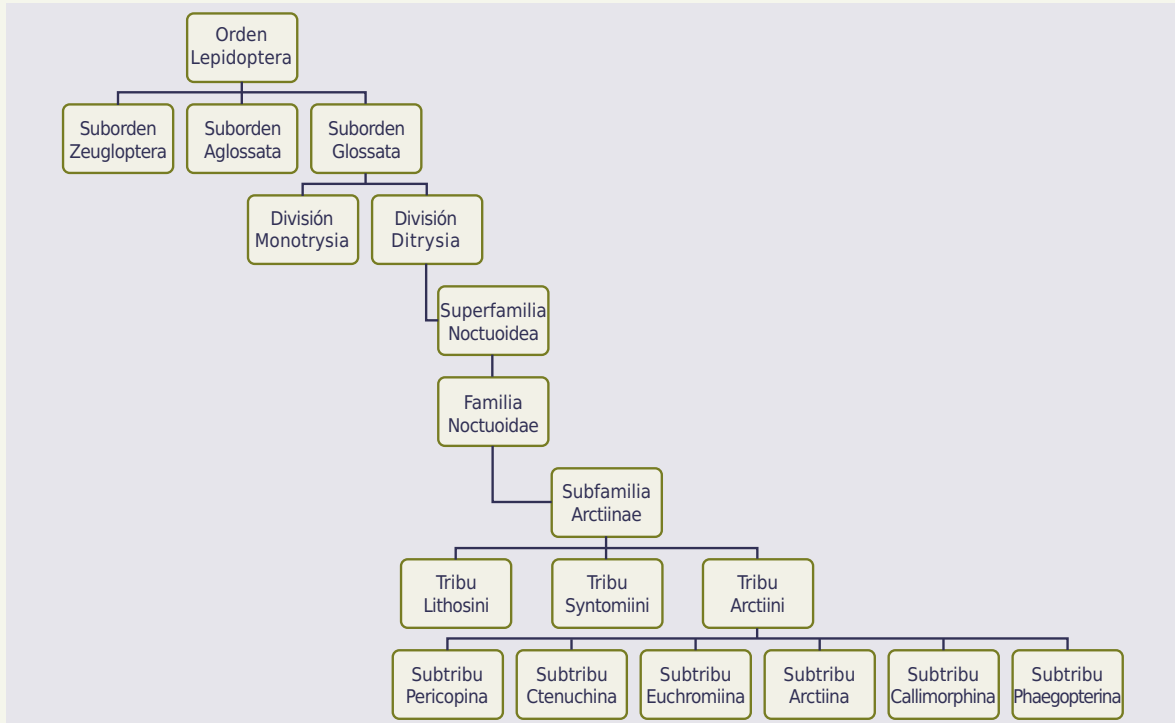 Orden
Lepidoptera
Suborden
Zeugloptera
Suborden
Aglossata
Suborden
Glossata
División
Monotrysia
División
Ditrysia
Superfamilia
Noctuoidea
Familia
Noctuoidae
Subfamilia
Arctiinae
Tribu
Lithosini
Tribu
Syntomiini
Tribu
Arctiini
Subtribu
Pericopina
Subtribu
Ctenuchina
Subtribu
Euchromiina
Subtribu
Arctiina
Subtribu
Callimorphina
Subtribu
Phaegopterina